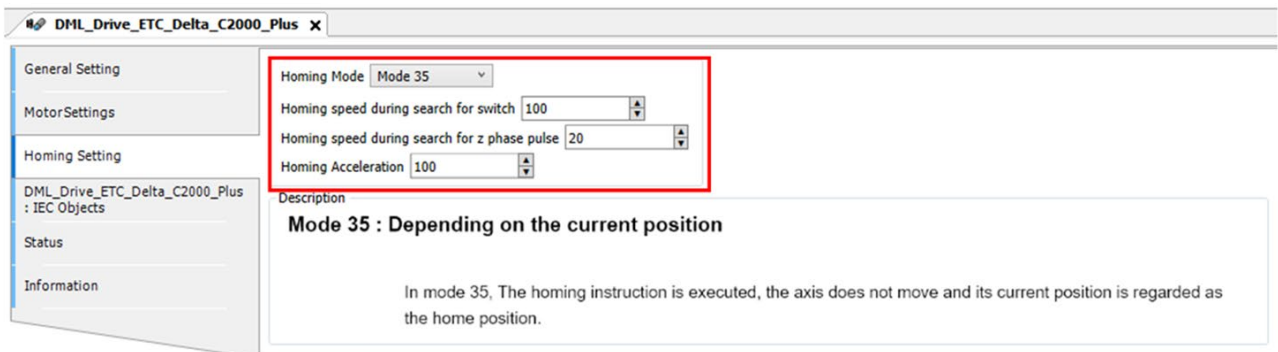 DML_Drive_ETC_Delta_C2000_Plus X
General Setting
MotorSettings
Homing Setting
DML_Drive_ETC_Delta_C2000_Plus
: IEC Objects
Status
Information
Homing Mode Mode 35
Homing speed during search for switch 100
Homing speed during search for z phase pulse 20
Homing Acceleration 100
Description
Mode 35 : Depending on the current position
In mode 35, The homing instruction is executed, the axis does not move and its current position is regarded as
the home position.